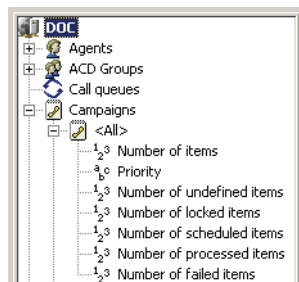 DOC
Agents
ACD Groups
Call queues
Campaigns
<All>
Number of items
Priority
Number of undefined items
Number of locked items
Number of scheduled items
Number of processed items
Number of failed items